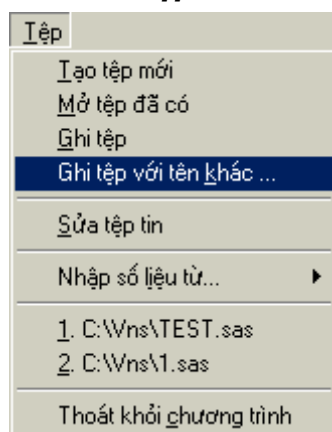 Tệp
Tạo tệp mới
Mở tệp đã có
Ghi tệp
Ghi tệp với tên khác ...
Sửa tệp tin
Nhập số liệu từ...
1. C:\Vns\TEST.sas
2. C:\Vns\1.sas
Thoát khỏi chương trình